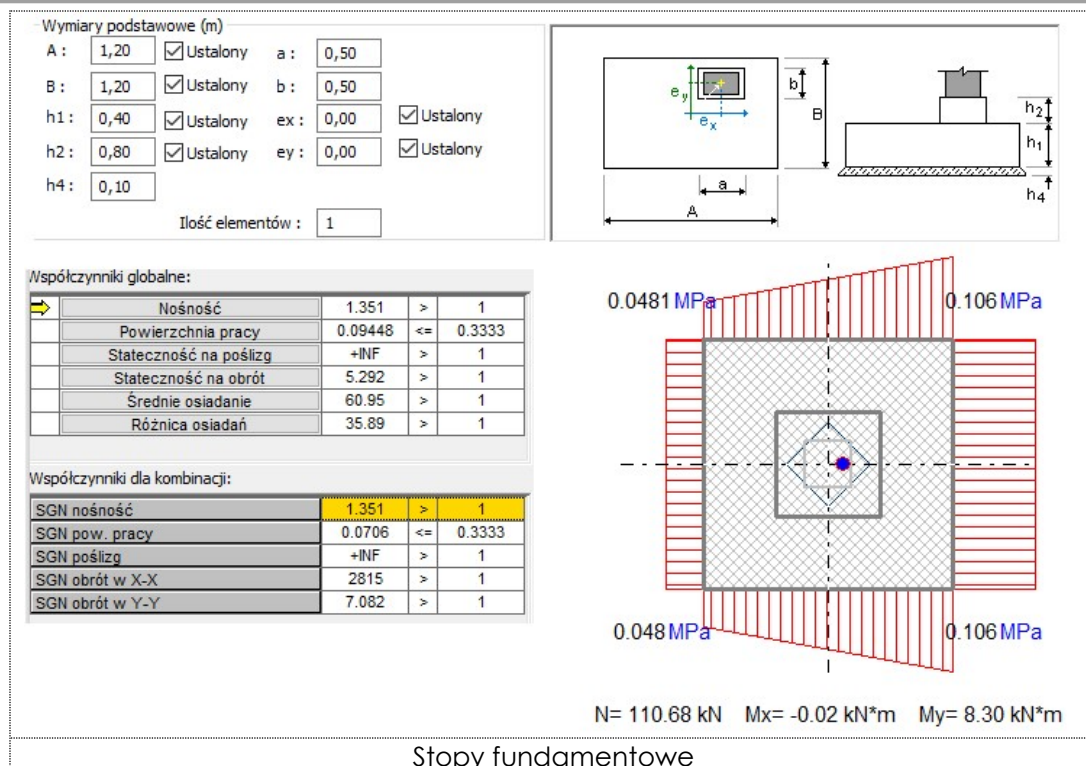 Wymiary podstawowe (m)
A : 1,20 Ustalony a : 0,50
B : 1,20 Ustalony b : 0,50
h1: 0,40 Ustalony ex : 0,00 Ustalony
h2: 0,80 Ustalony ey : 0,00 Ustalony
h4: 0,10
Ilość elementów : 1
e y
e x
b
B
a
A
h2
h1
h4
Współczynniki globalne:
Nośność 1.351 > 1
Powierzchnia pracy 0.09448 <= 0.3333
Stateczność na poślizg +INF > 1
Stateczność na obrót 5.292 > 1
Średnie osiadanie 60.95 > 1
Różnica osiadań 35.89 > 1
Współczynniki dla kombinacji:
SGN nośność 1.351 > 1
SGN pow. pracy 0.0706 <= 0.3333
SGN poślizg +INF > 1
SGN obrót w X-X 2815 > 1
SGN obrót w Y-Y 7.082 > 1
0.0481 MPa 0.106 MPa
0.048 MPa 0.106 MPa
N= 110.68 kN Mx= -0.02 kN*m My= 8.30 kN*m
Stopy fundamentowe